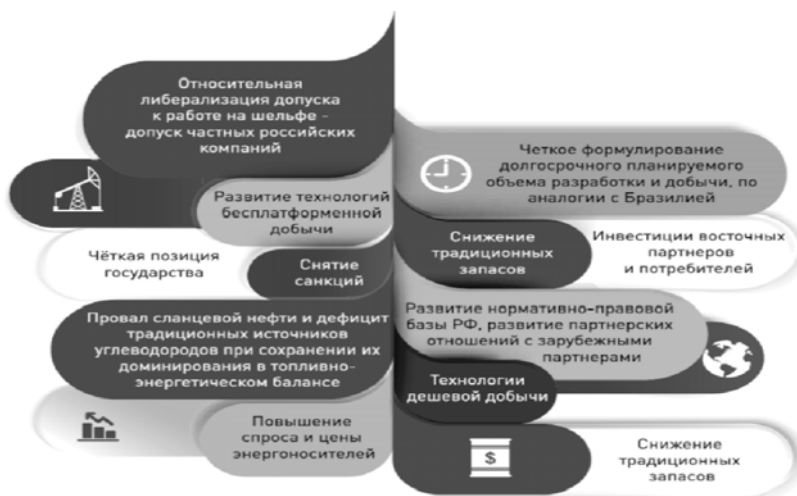 Относительная
либерализация допуска
к работе на шельфе –
допуск частных российских
компаний
Развитие технологий
бесплатформенной
добычи
Чёткая позиция
государства
Снятие
санкций
Провал сланцевой нефти и дефицит
традиционных источников
углеводородов при сохранении их
доминирования в топливно-
энергетическом балансе
Повышение
спроса и цены
энергоносителей
Четкое формулирование
долгосрочного планируемого
объема разработки и добычи, по
аналогии с Бразилией
Снижение
традиционных
запасов
Инвестиции восточных
партнеров
и потребителей
Развитие нормативно-правовой
базы РФ, развитие партнерских
отношений с зарубежными
партнерами
Технологии
дешевой добычи
$
Снижение
традиционных
запасов